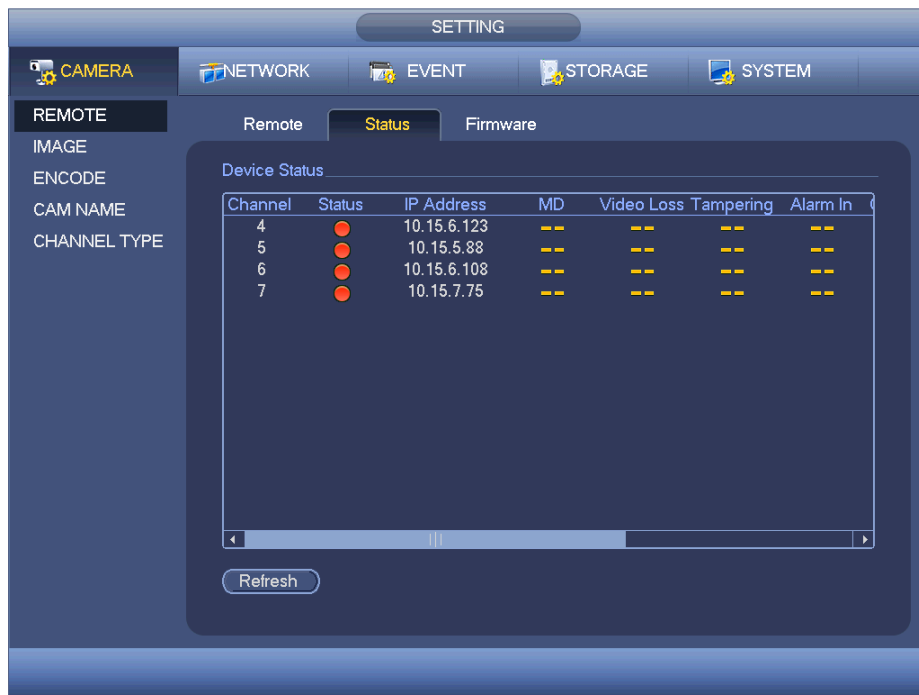 SETTING
CAMERA NETWORK EVENT STORAGE SYSTEM
REMOTE
IMAGE
ENCODE
CAM NAME
CHANNEL TYPE
Remote Status Firmware
Device Status
Channel Status IP Address MD Video Loss Tampering Alarm In
4 10.15.6.123 -- -- -- --
5 10.15.5.88 -- -- -- --
6 10.15.6.108 -- -- -- --
7 10.15.7.75 -- -- -- --
Refresh